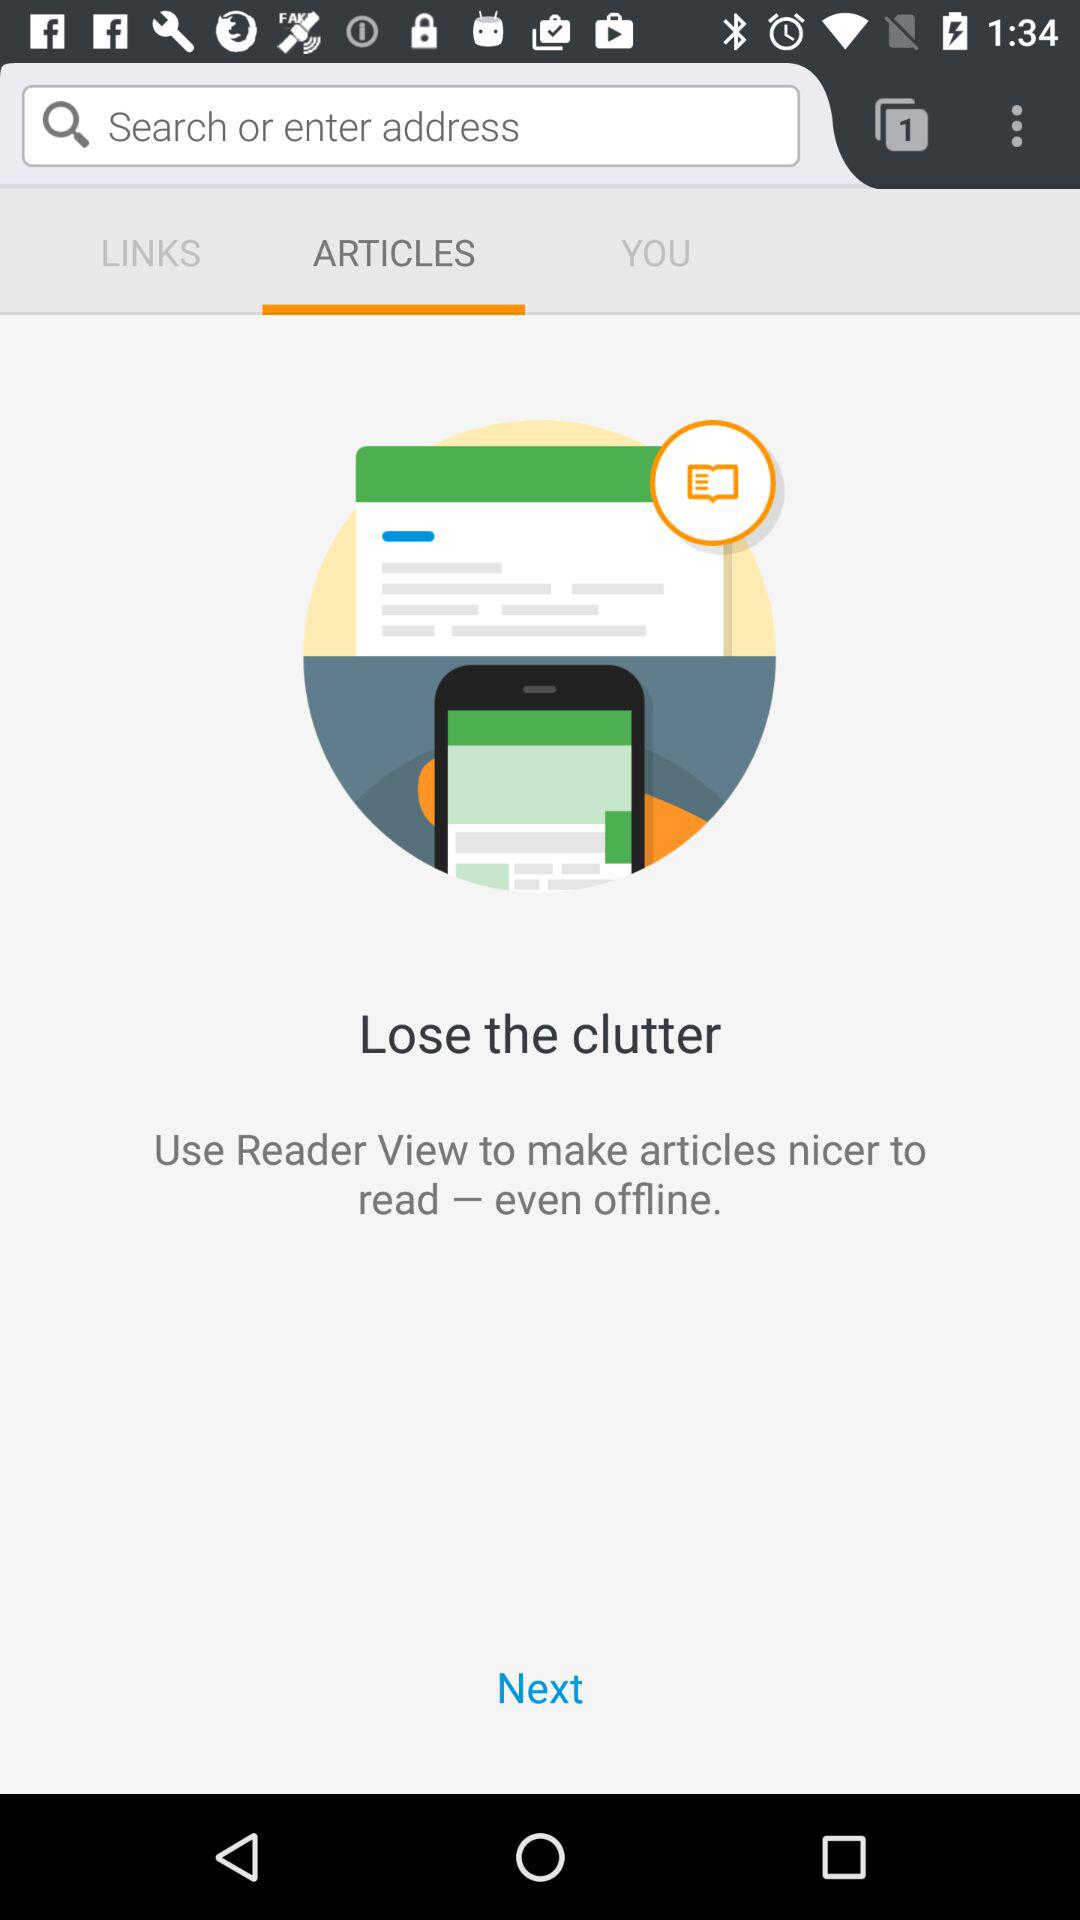 FAKE
1:34
Search or enter address
1
LINKS ARTICLES YOU
Lose the clutter
Use Reader View to make articles nicer to
read — even offline.
Next